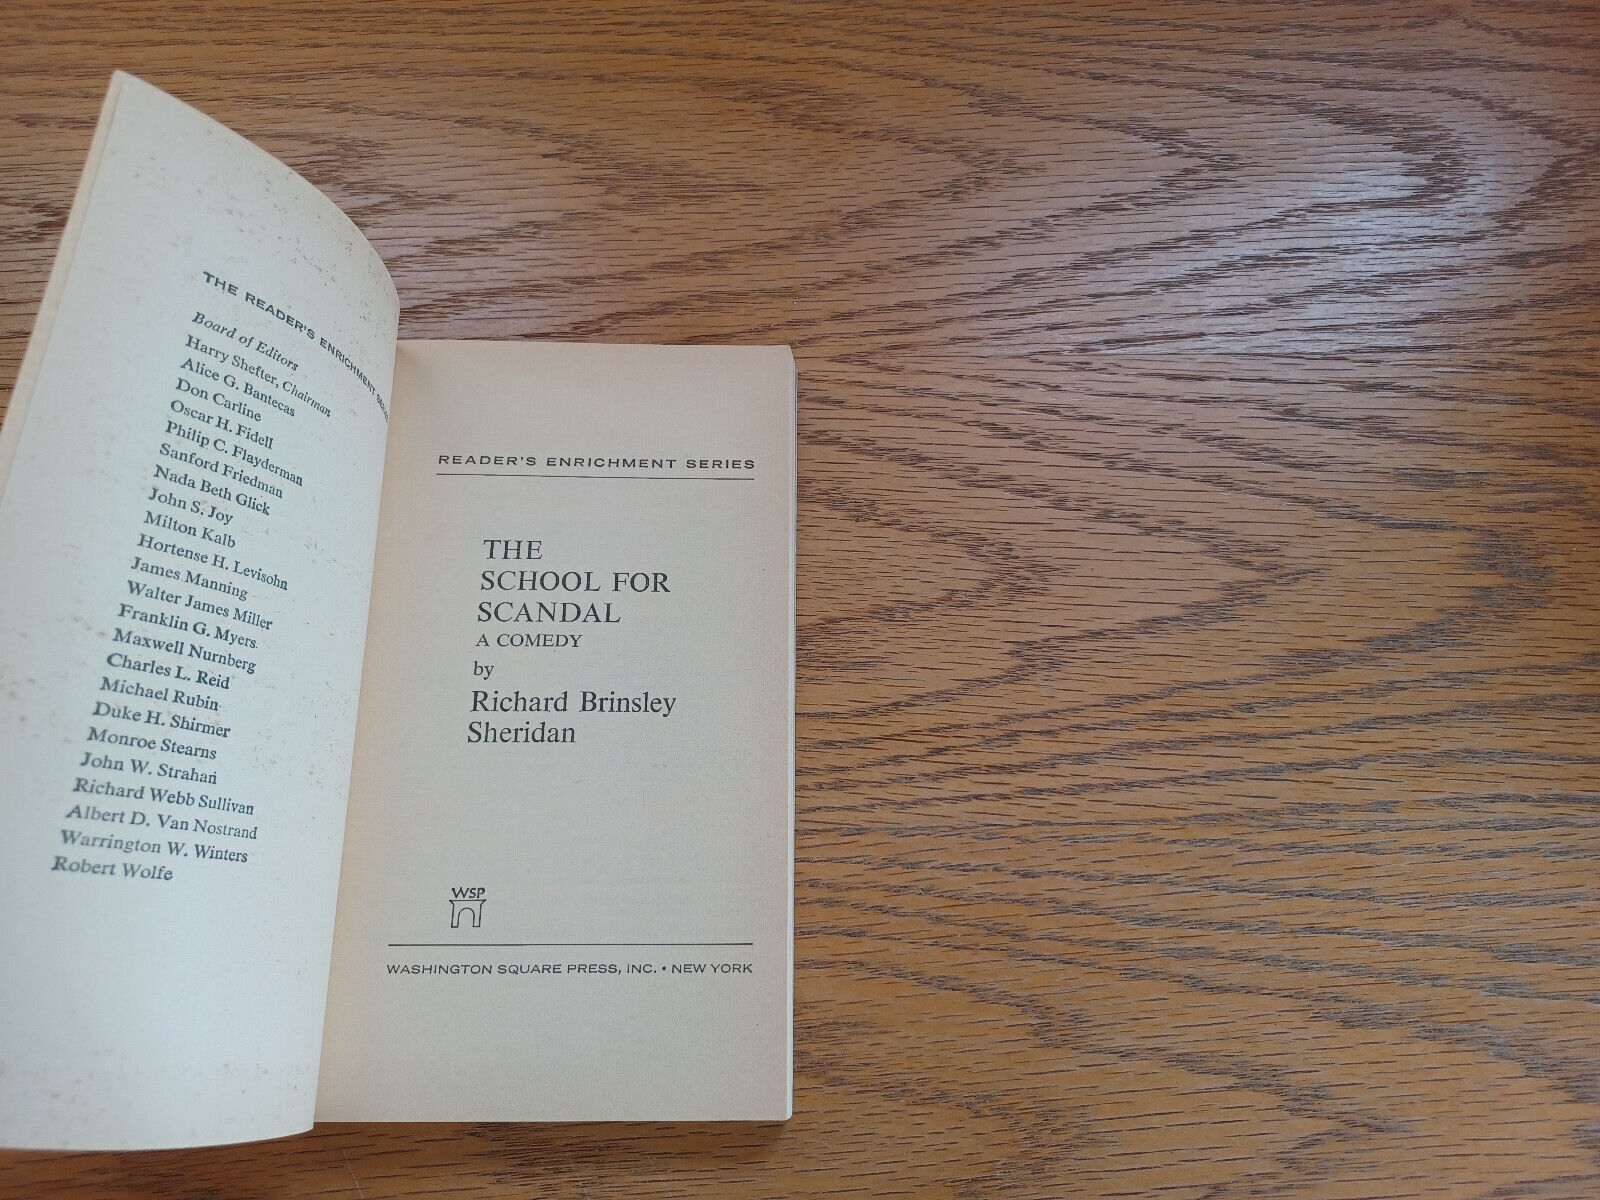 THE READER'S ENRICHMENT SERIES
Board of Editors
Harry Shefter, Chairman
Alice G. Bantecas
Don Carline
Oscar H. Fidell
Philip C. Flayderman
Sanford Friedman
Nada Beth Glick
John S. Joy
Milton Kalb
Hortense H. Levisohn
James Manning
Walter James Miller
Franklin G. Myers
Maxwell Nurnberg
Charles L. Reid
Michael Rubin
Duke H. Shirmer
Monroe Stearns
John W. Strahan
Richard Webb Sullivan
Albert D. Van Nostrand
Warrington W. Winters
Robert Wolfe
READER'S ENRICHMENT SERIES
THE
SCHOOL FOR
SCANDAL
A COMEDY
by
Richard Brinsley
Sheridan
WSP
WASHINGTON SQUARE PRESS, INC. • NEW YORK